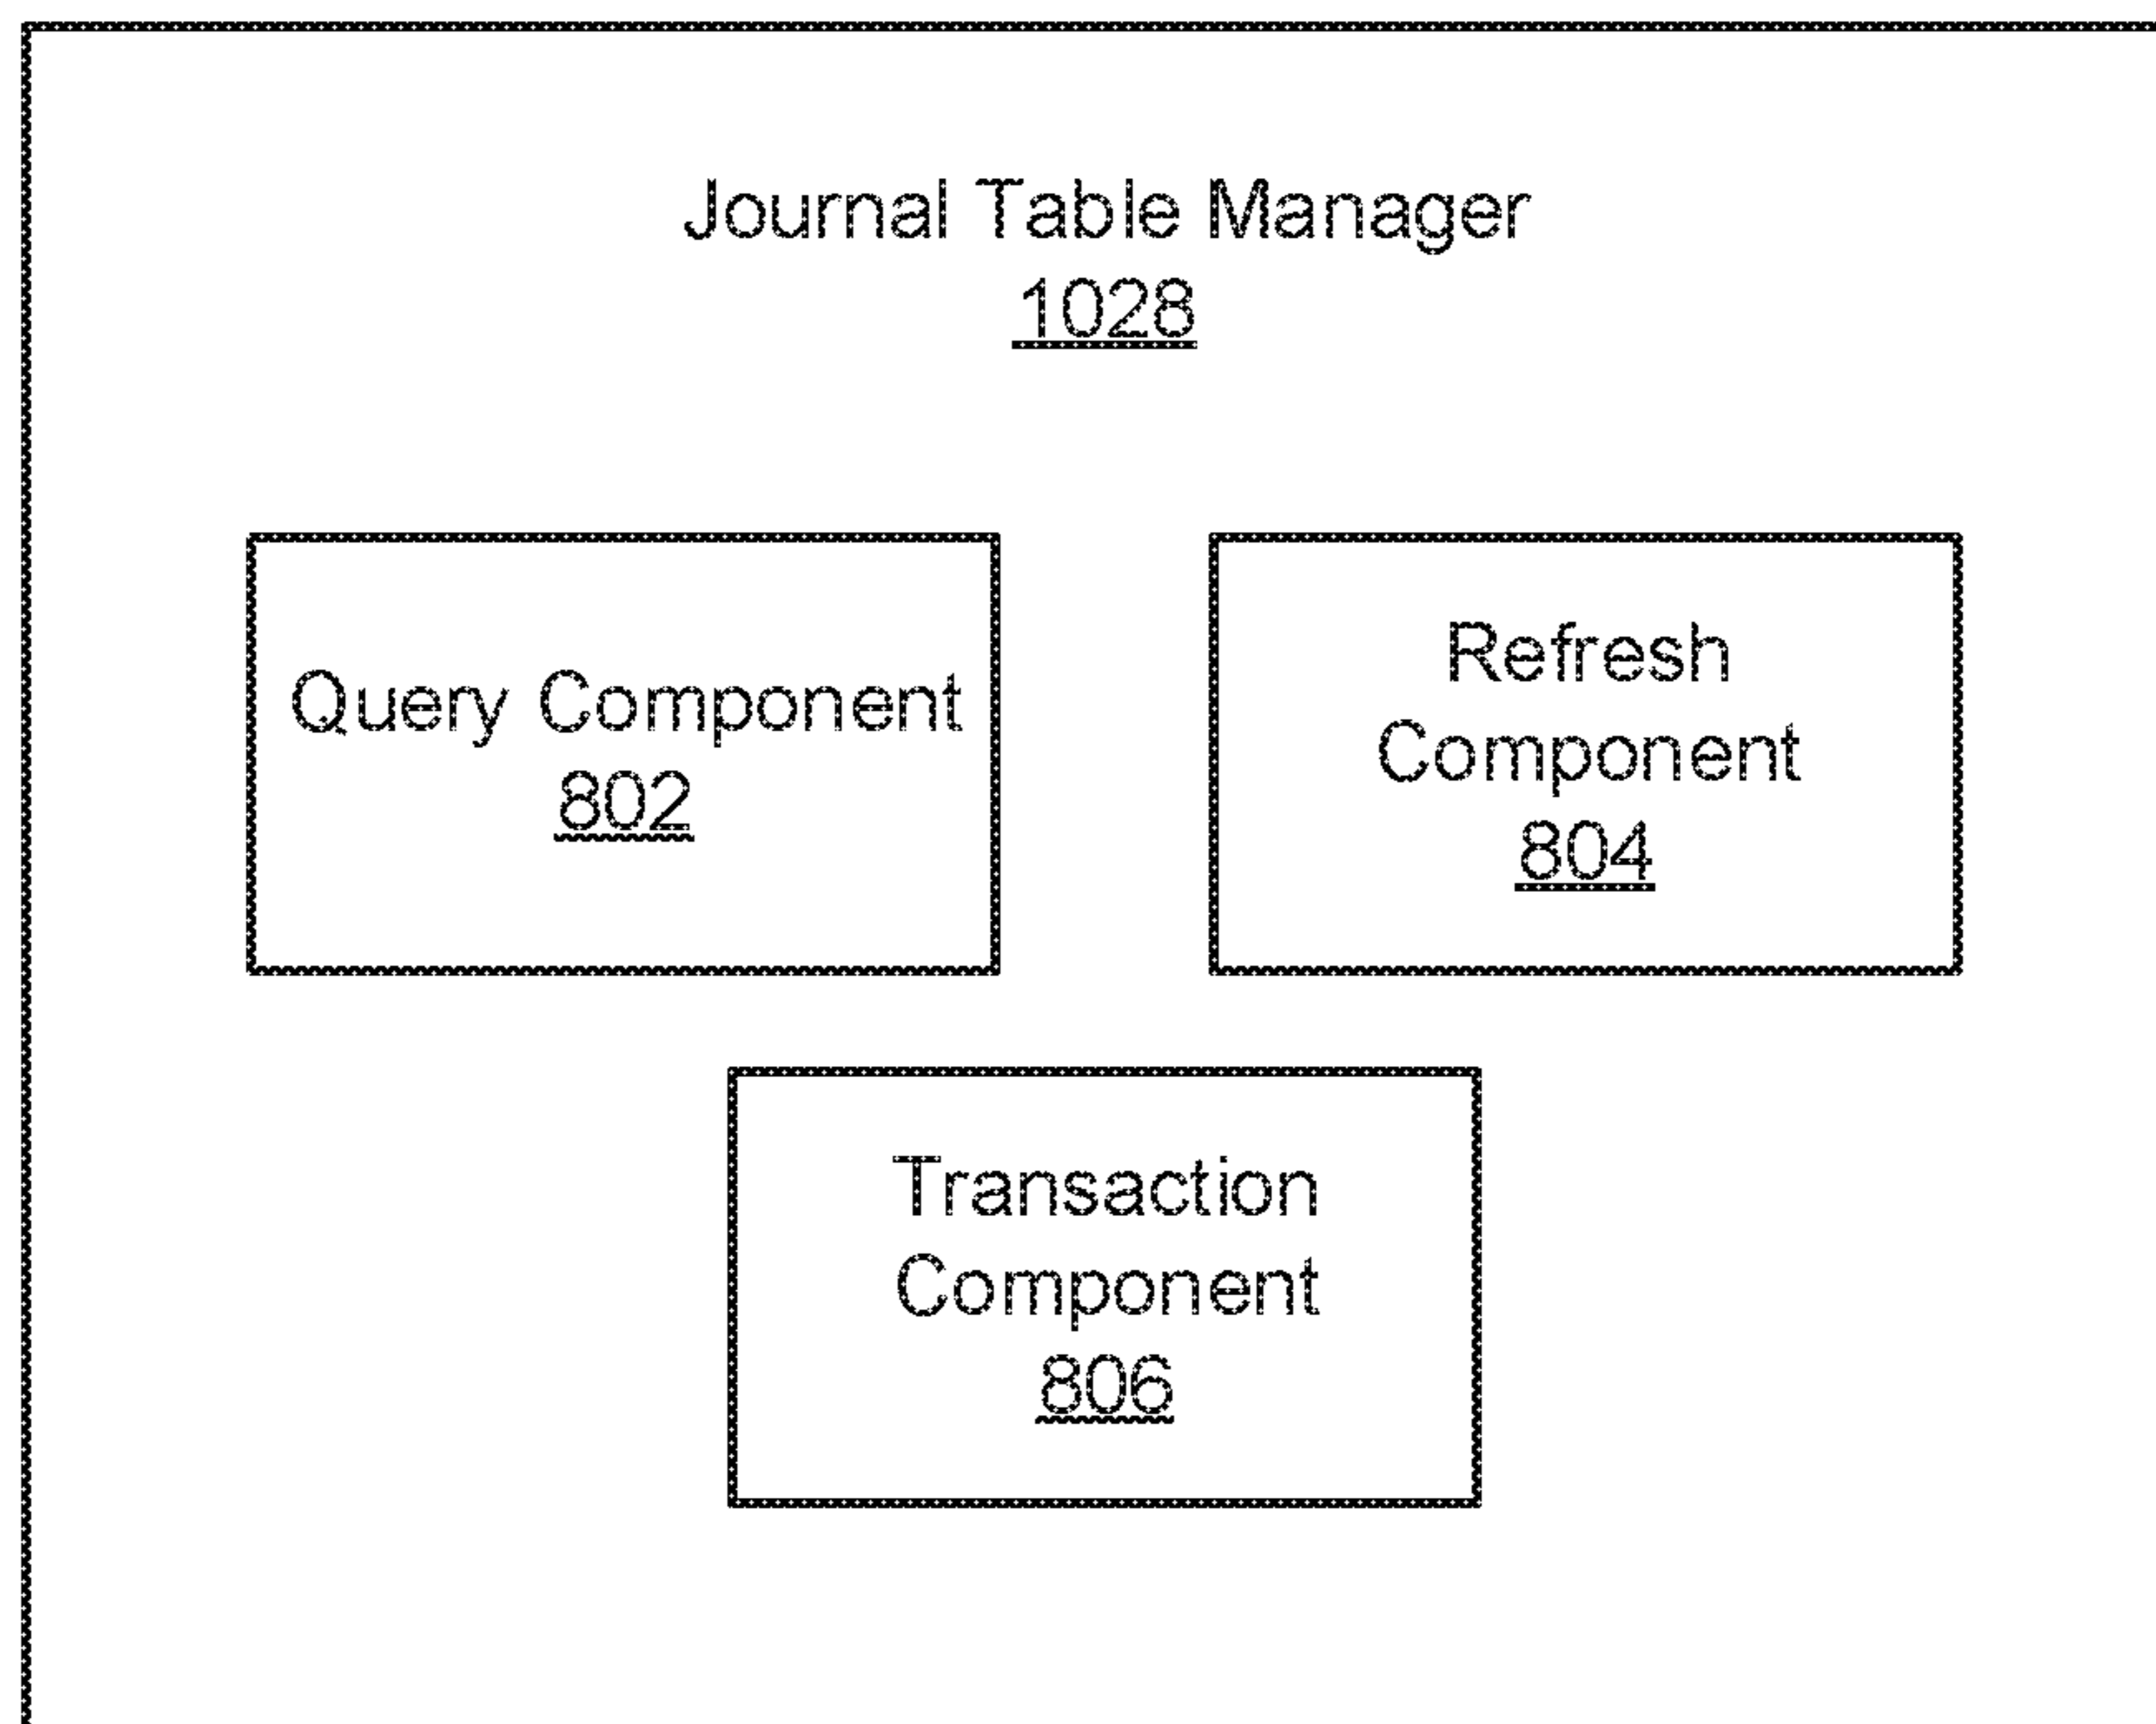 Journal Table Manager
1028
Query Component
802
Refresh
Component
804
Transaction
Component
806